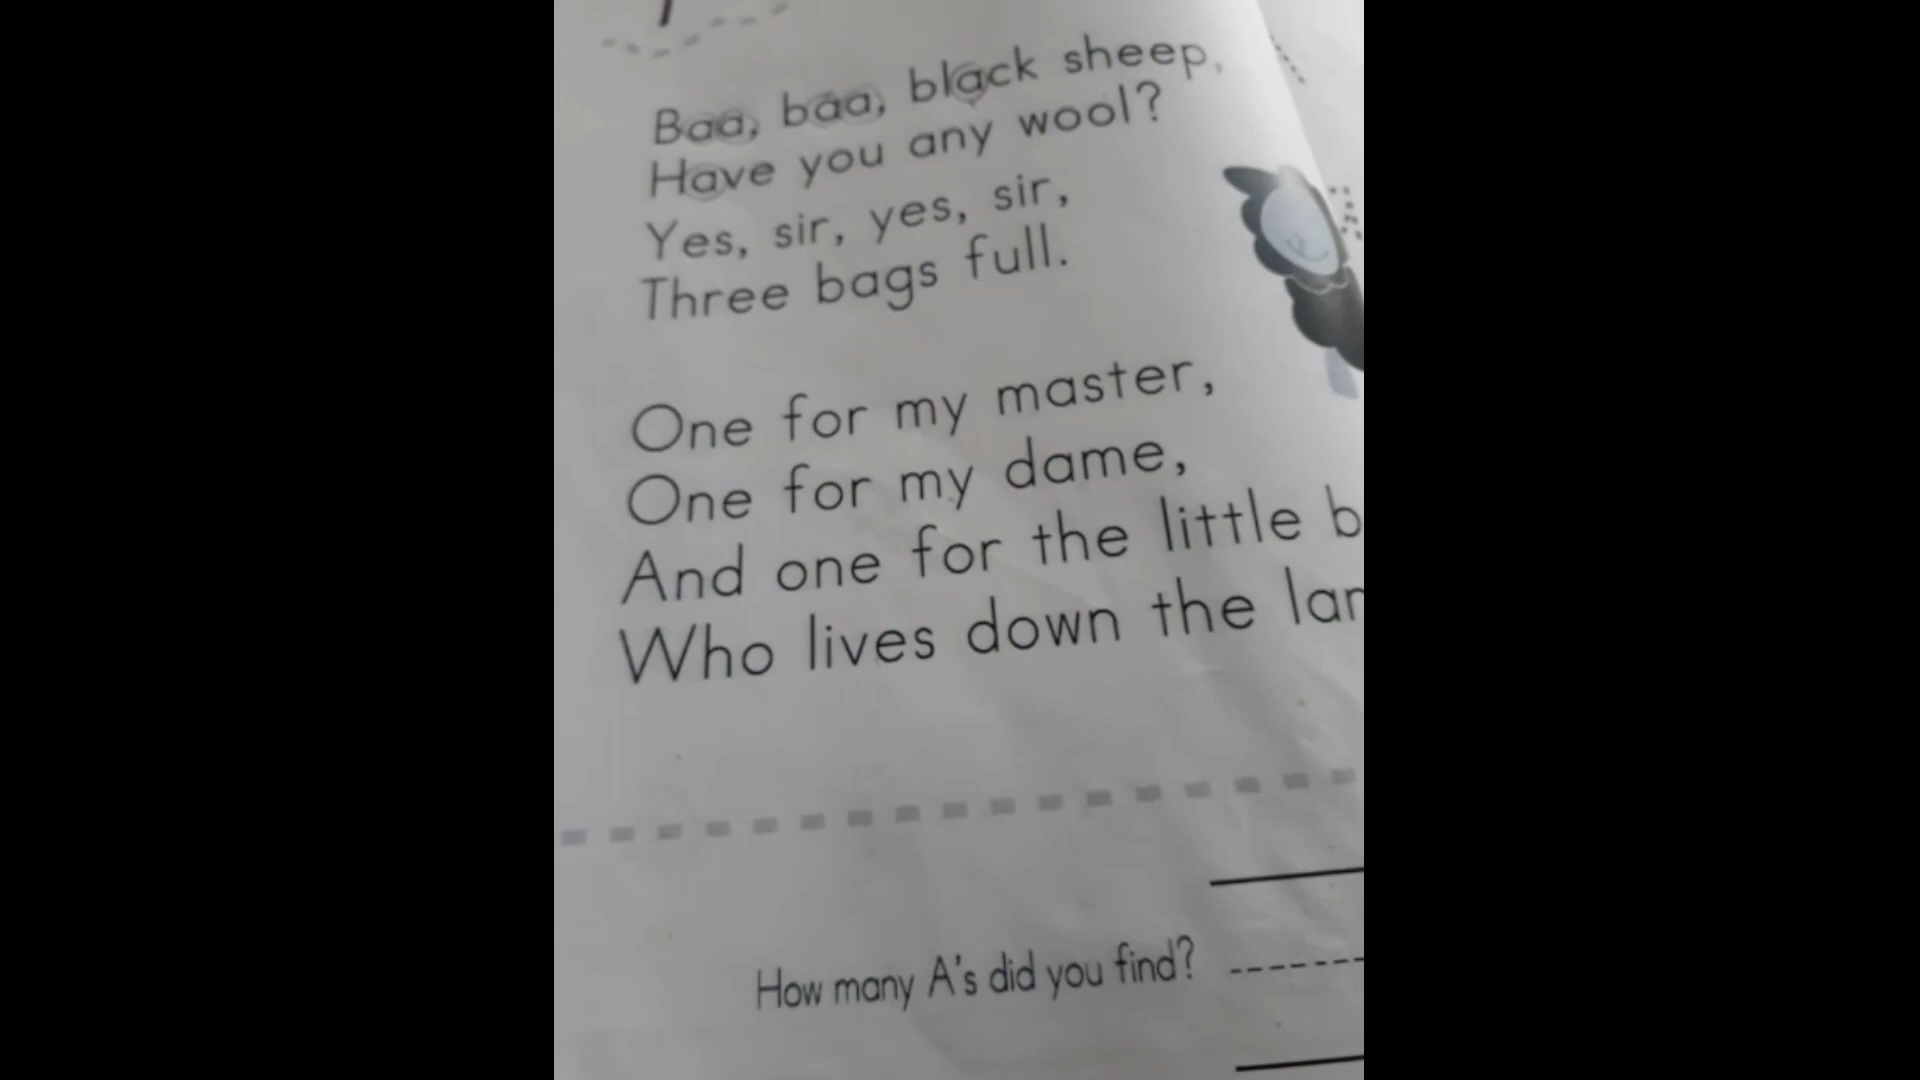 Baa, baa, black sheep,
Have you any wool?
Yes, sir, yes, sir,
Three bags full.
One for my master,
One for my dame,
And one for the little b
Who lives down the lan
How many A's did you find?